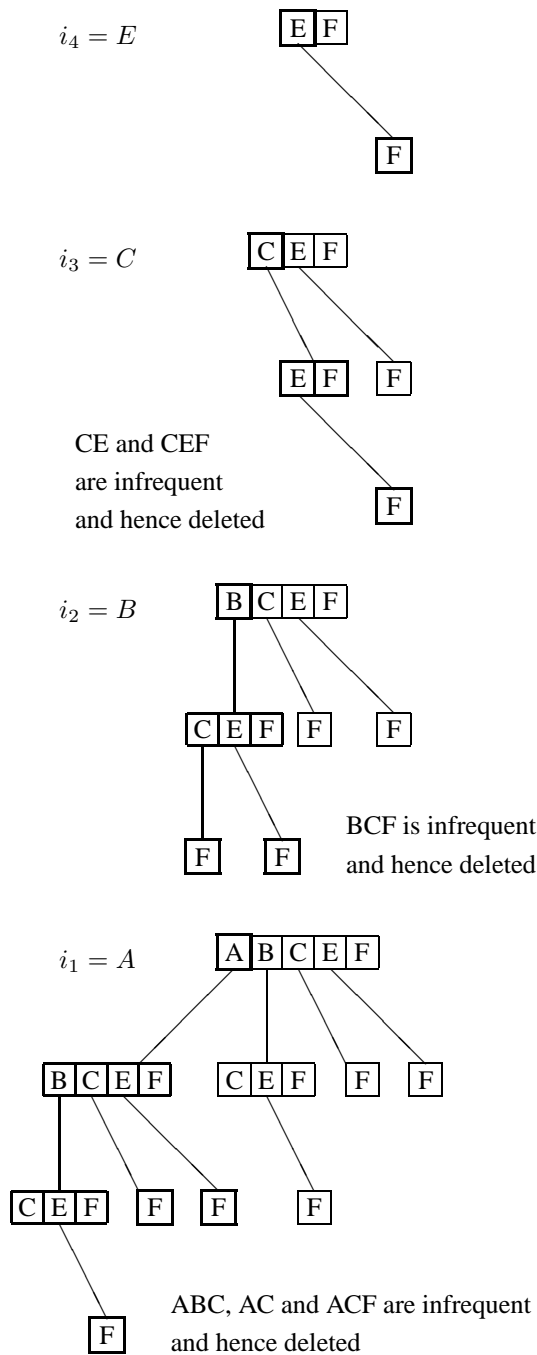 i₄ = E
E F
F
i₃ = C
C E F
E F F
CE and CEF
are infrequent
and hence deleted
F
i₂ = B
B C E F
C E F F F
BCF is infrequent
and hence deleted
F F
i₁ = A
A B C E F
B C E F C E F F F
C E F F F F
ABC, AC and ACF are infrequent
and hence deleted
F